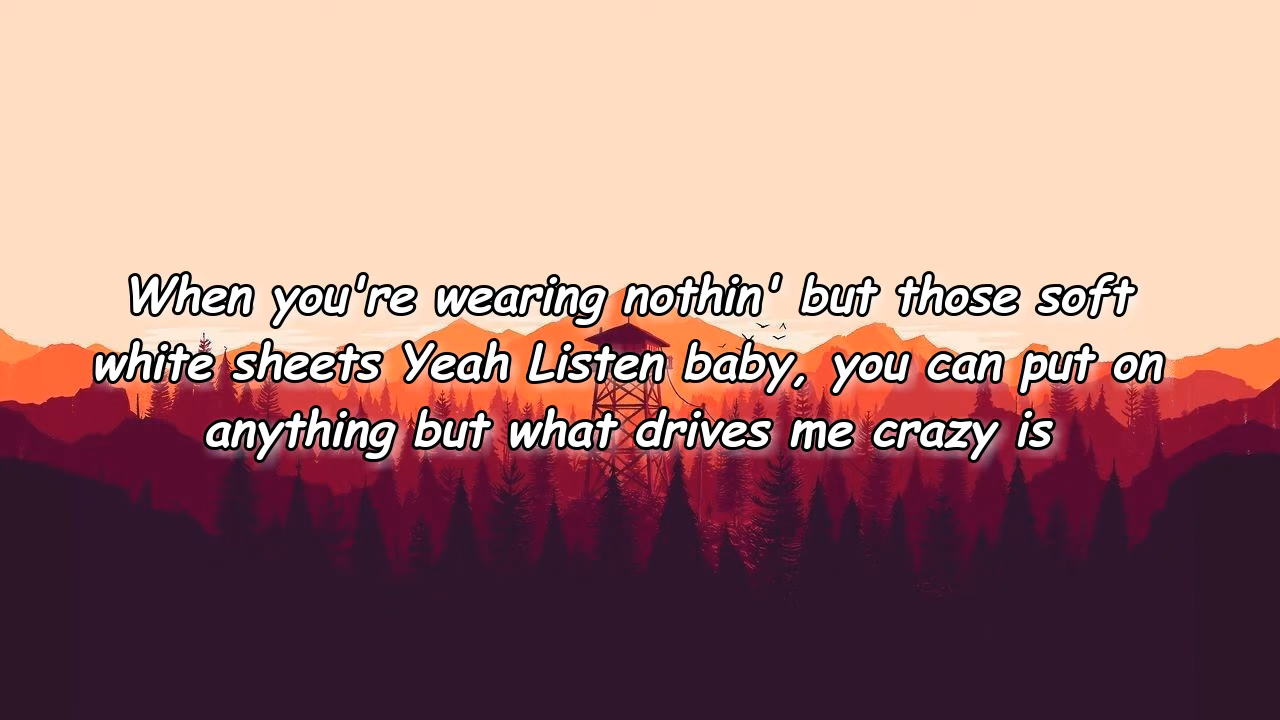 When you're wearing nothin' but those soft
white sheets Yeah Listen baby, you can put on
anything but what drives me crazy is